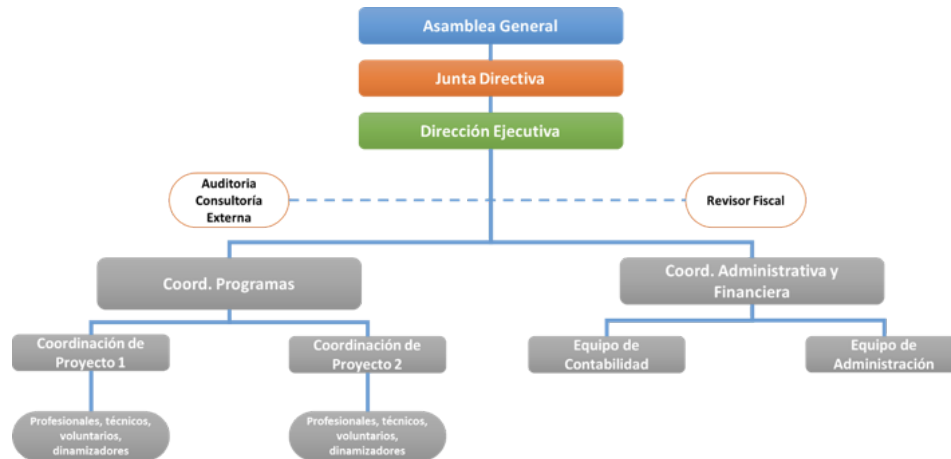 Asamblea General
Junta Directiva
Dirección Ejecutiva
Auditoria
Consultoría
Externa
Revisor Fiscal
Coord. Programas
Coord. Administrativa y
Financiera
Coordinación de
Proyecto 1
Coordinación de
Proyecto 2
Equipo de
Contabilidad
Equipo de
Administración
Profesionales, técnicos,
voluntarios,
dinamizadores
Profesionales, técnicos,
voluntarios,
dinamizadores